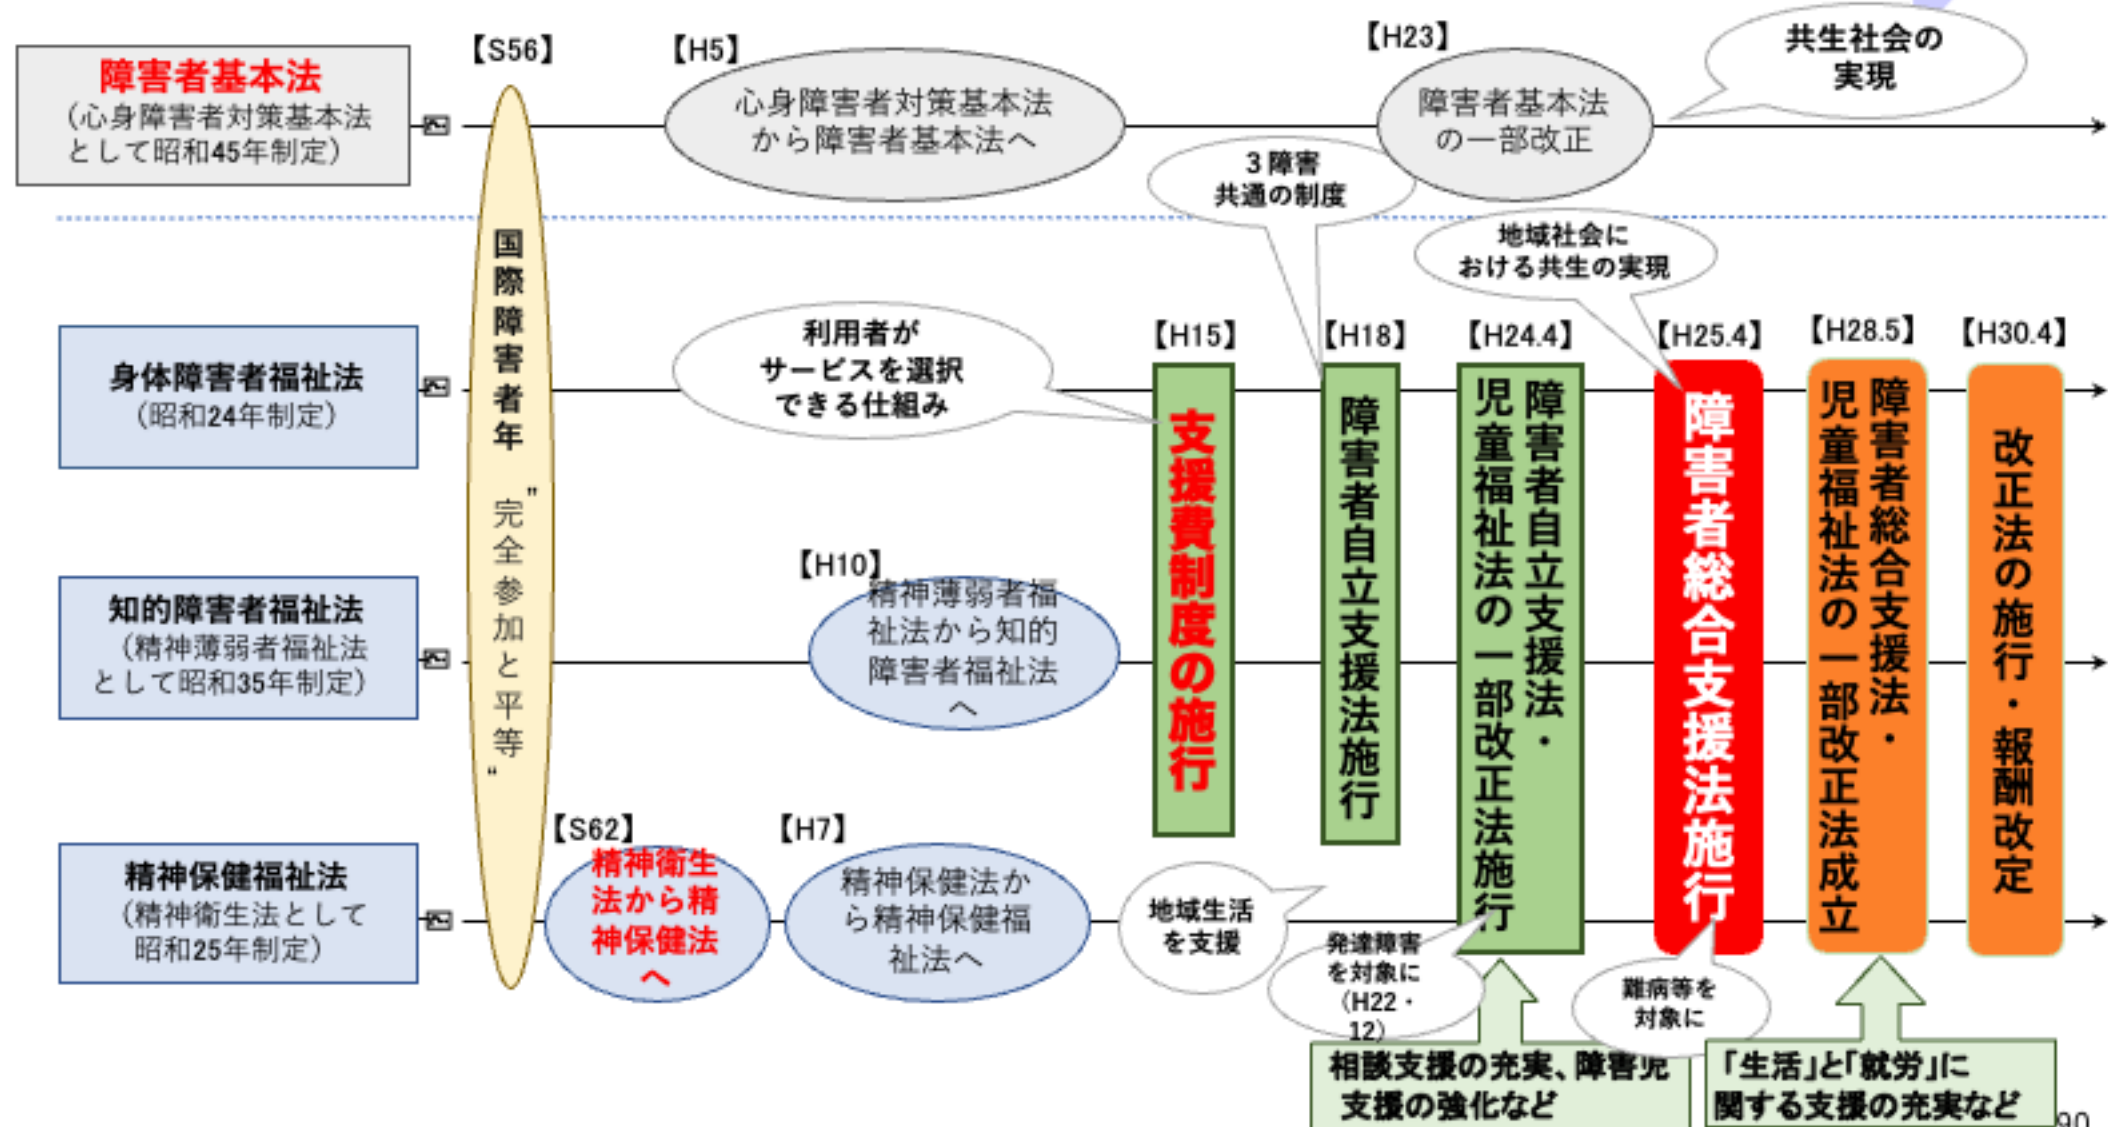 【S56】
【H5】
【H23】
共生社会の
実現
障害者基本法
（心身障害者対策基本法
として昭和45年制定）
心身障害者対策基本法
から障害者基本法へ
障害者基本法
の一部改正
３障害
共通の制度
地域社会に
おける共生の実現
国際障害者年
"完全参加と平等“
利用者が
サービスを選択
できる仕組み
【H15】
【H18】
【H24.4】
【H25.4】
【H28.5】
【H30.4】
身体障害者福祉法
（昭和24年制定）
支援費制度の施行
障害者自立支援法施行
障害者自立支援法・
児童福祉法の一部改正法施行
障害者総合支援法施行
障害者総合支援法・
児童福祉法の一部改正法成立
改正法の施行・報酬改定
【H10】
知的障害者福祉法
（精神薄弱者福祉法
として昭和35年制定）
精神薄弱者福
祉法から知的
障害者福祉法
へ
【S62】
【H7】
精神保健福祉法
（精神衛生法として
昭和25年制定）
精神衛生
法から精
神保健法
へ
精神保健法か
ら精神保健福
祉法へ
地域生活
を支援
発達障害
を対象に
（H22・
12）
難病等を
対象に
相談支援の充実、障害児
支援の強化など
「生活」と「就労」に
関する支援の充実など
90